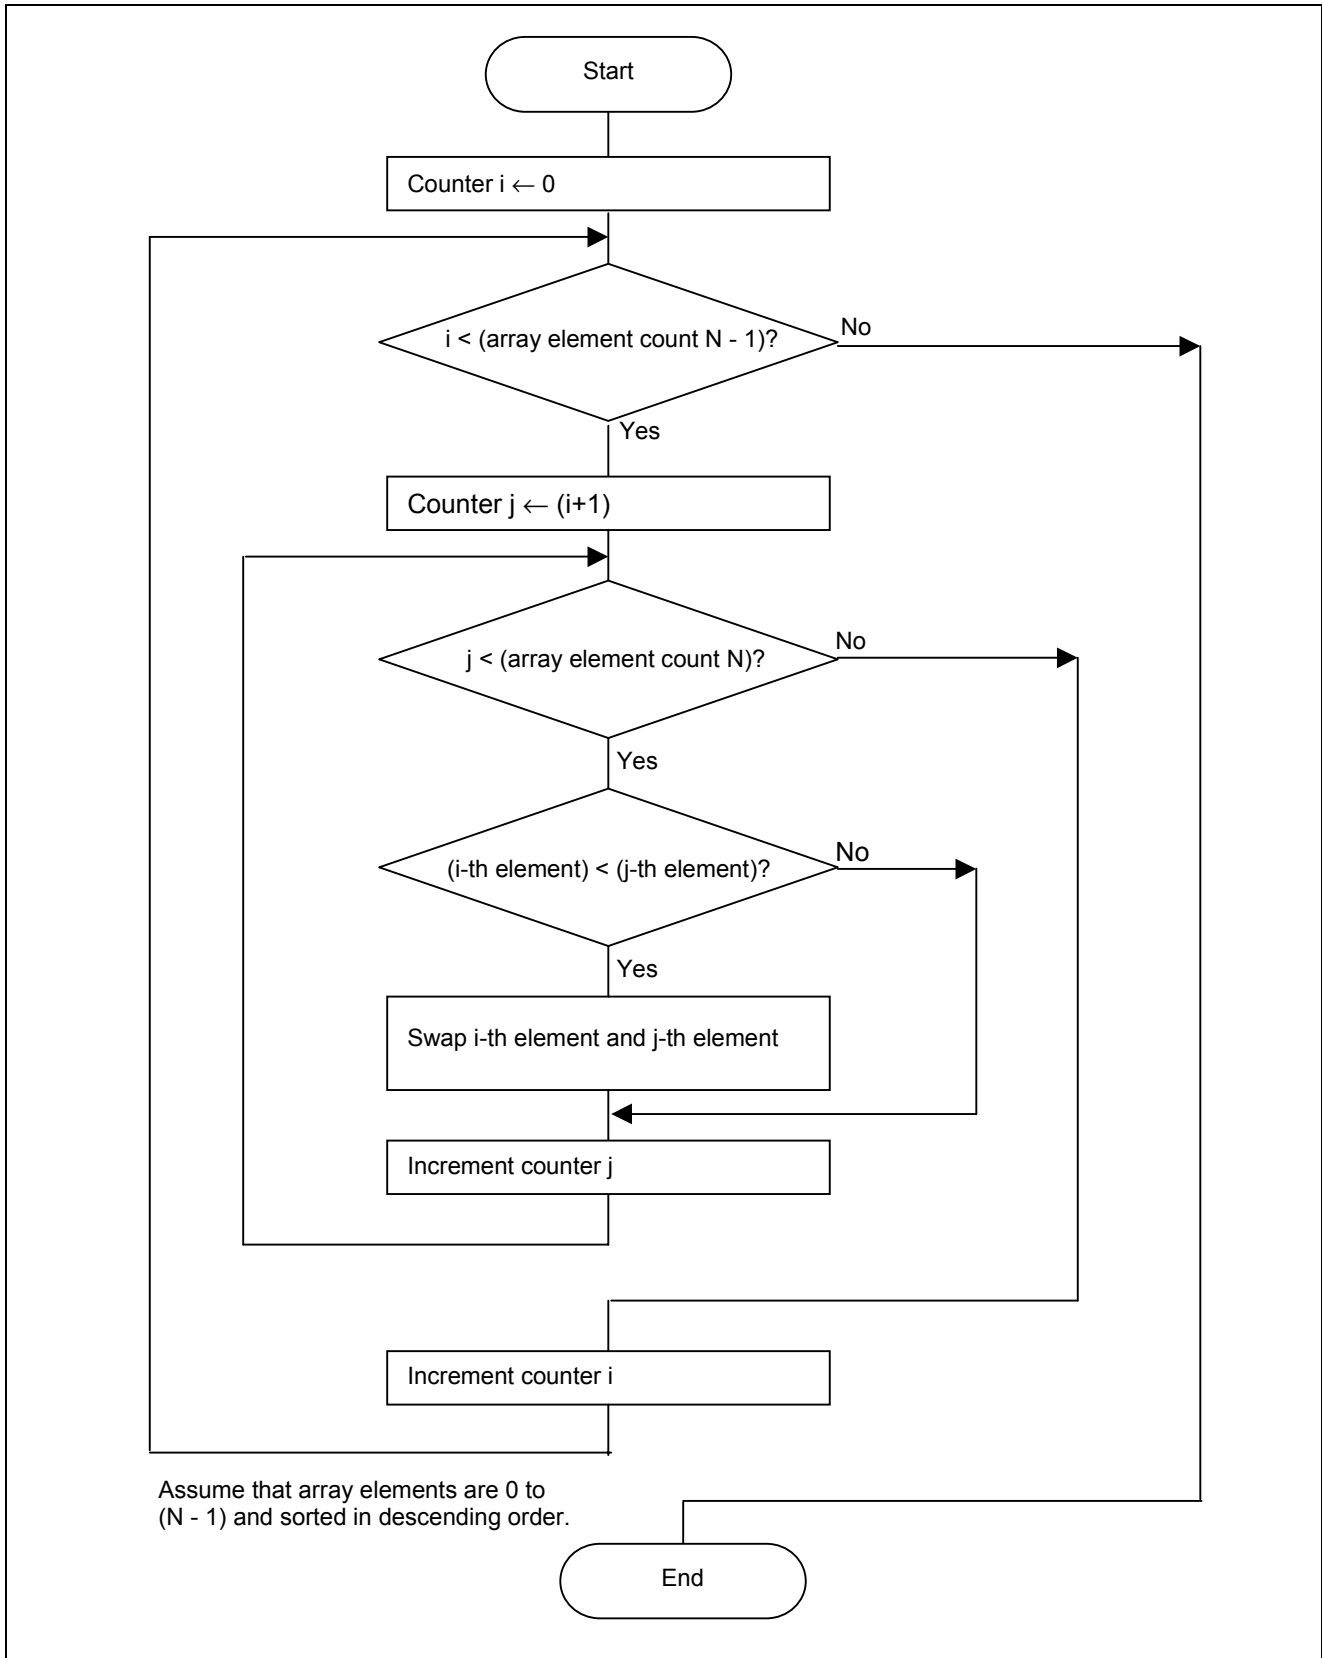 Start
Counter i ← 0
i < (array element count N - 1)?
No
Yes
Counter j ← (i+1)
j < (array element count N)?
No
Yes
(i-th element) < (j-th element)?
No
Yes
Swap i-th element and j-th element
Increment counter j
Increment counter i
Assume that array elements are 0 to
(N - 1) and sorted in descending order.
End